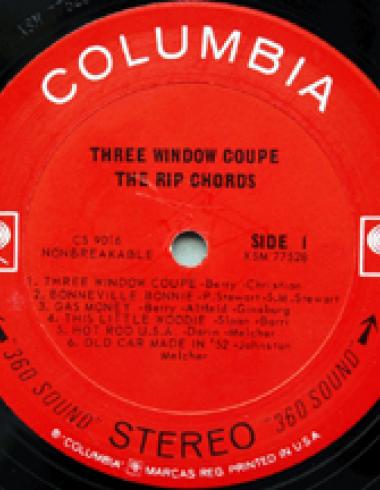 COLUMBIA
THREE WINDOW COUPE
THE RIP CHORDS
CS 9016
NONBREAKABLE
SIDE 1
XSM 77528
1. THREE WINDOW COUPE -Berry -Christian
2. BONNEVILLE BONNIE -P. Stewart-S.M. Stewart
3. GAS MONEY -Berry -Altfeld -Ginsburg
4. THIS LITTLE WOODIE -Sloan -Barri
5. HOT ROD U.S.A. -Darin -Melcher
6. OLD CAR MADE IN '52 -Johnston
Melcher
"360 SOUND" STEREO "360 SOUND"
® "COLUMBIA" MARCAS REG. PRINTED IN U.S.A.